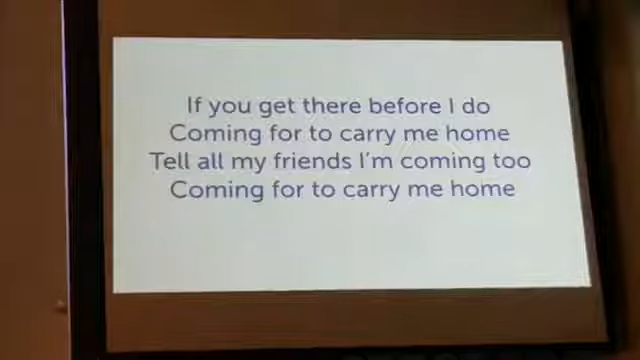 If you get there before I do
Coming for to carry me home
Tell all my friends I'm coming too
Coming for to carry me home